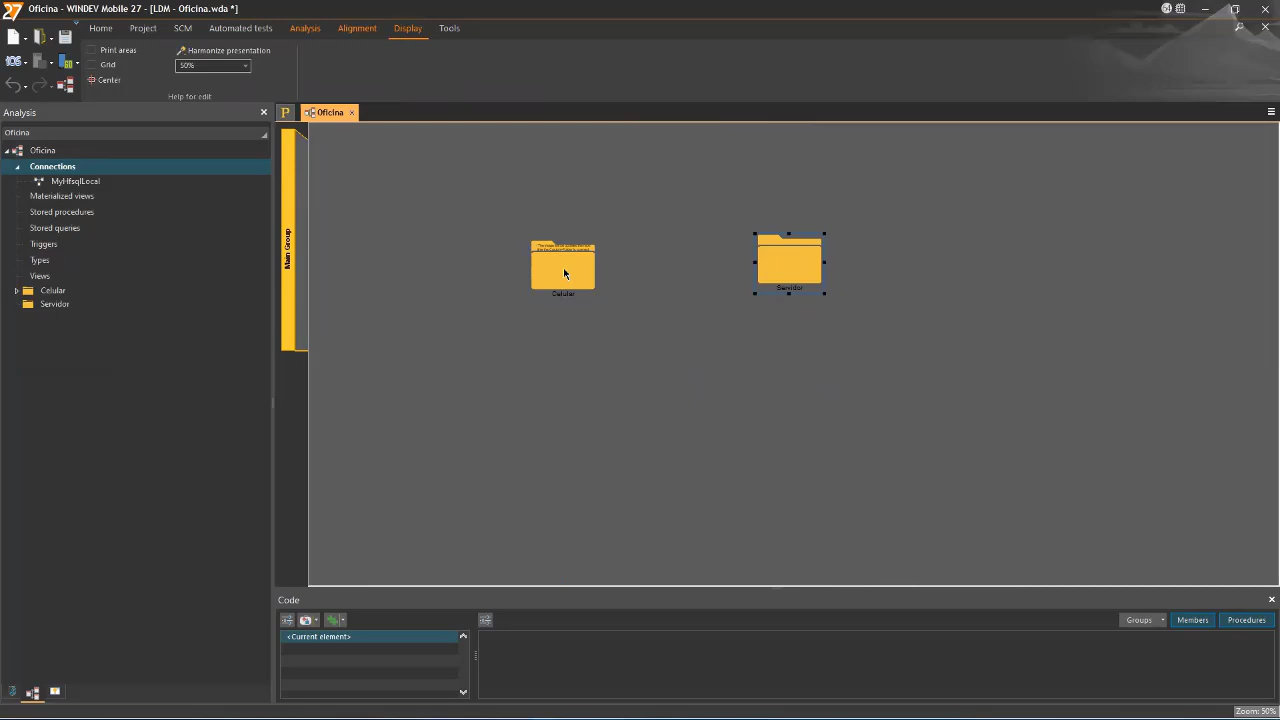 27 Oficina - WINDEV Mobile 27 - [LDM - Oficina.wda *]
Home Project SCM Automated tests Analysis Alignment Display Tools
Print areas
Harmonize presentation
Grid
50%
Center
Help for edit
Analysis
P
Oficina
Oficina
Oficina
Connections
MyHfsqlLocal
Materialized views
Stored procedures
Stored queries
Triggers
Types
Views
Celular
Servidor
Main Group
Celular
Servidor
Code
Groups
Members
Procedures
<Current element>
Zoom: 50%